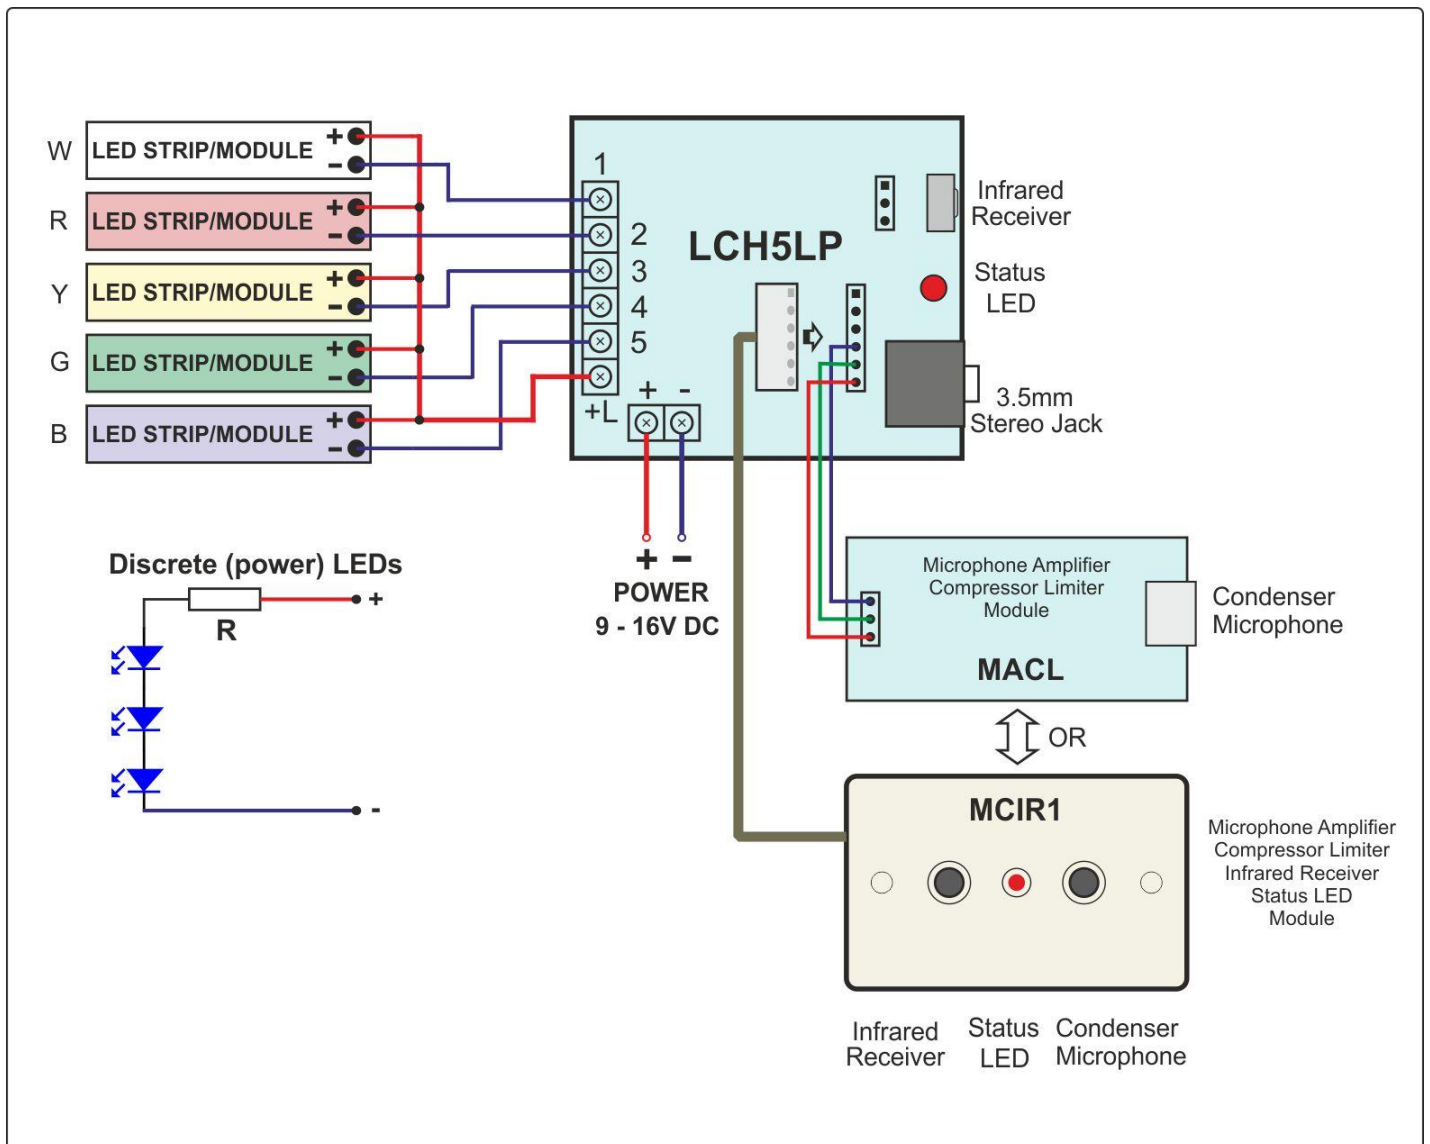 W
LED STRIP/MODULE
+
-
R
LED STRIP/MODULE
+
-
Y
LED STRIP/MODULE
+
-
G
LED STRIP/MODULE
+
-
B
LED STRIP/MODULE
+
-
1
2
3
4
5
+L
+ -
LCH5LP
Infrared
Receiver
Status
LED
3.5mm
Stereo Jack
+ -
POWER
9 - 16V DC
Discrete (power) LEDs
+
R
-
Microphone Amplifier
Compressor Limiter
Module
MACL
Condenser
Microphone
OR
MCIR1
Microphone Amplifier
Compressor Limiter
Infrared Receiver
Status LED
Module
Infrared
Receiver
Status
LED
Condenser
Microphone